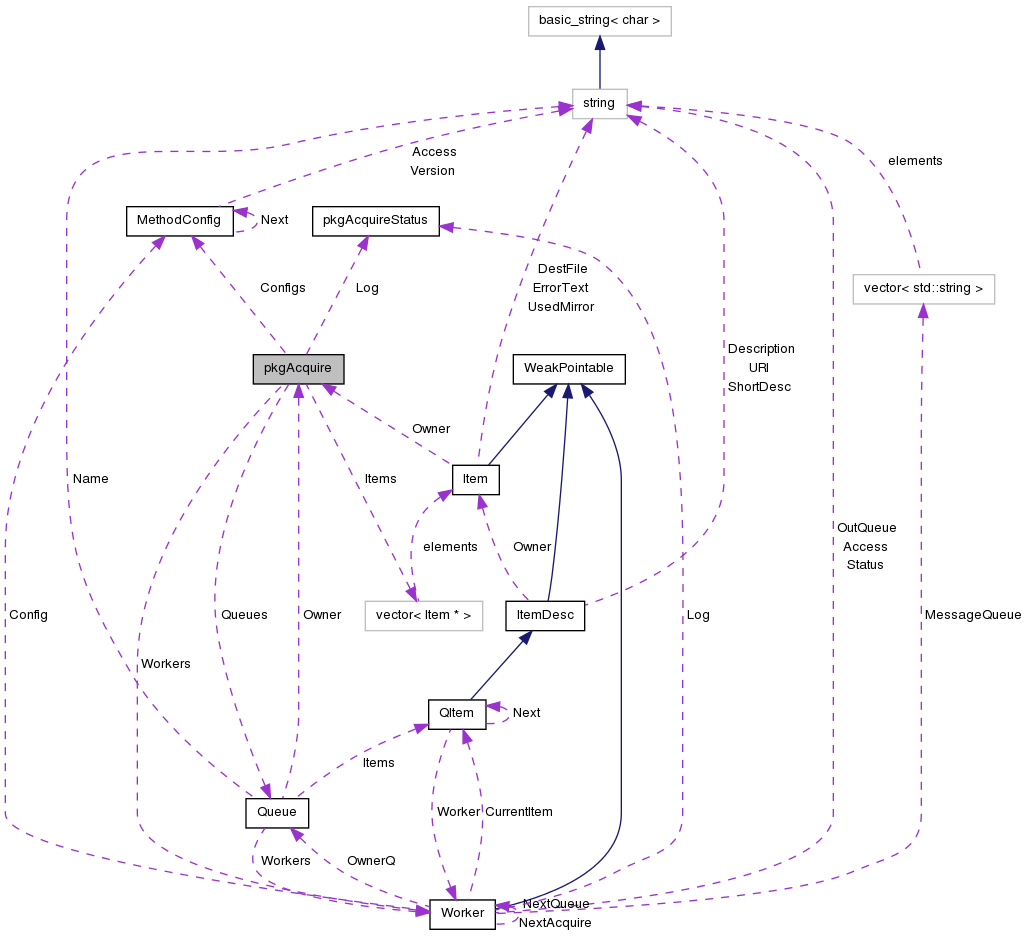 basic_string< char >
string
elements
Access
Version
MethodConfig
Next
pkgAcquireStatus
DestFile
ErrorText
UsedMirror
vector< std::string >
Configs
Log
Description
URI
ShortDesc
pkgAcquire
WeakPointable
Owner
Name
Items
Item
elements
Owner
OutQueue
Access
Status
Config
Queues
Owner
vector< Item * >
ItemDesc
Log
MessageQueue
Workers
QItem
Next
Items
Queue
Worker
CurrentItem
Workers
OwnerQ
Worker
NextQueue
NextAcquire